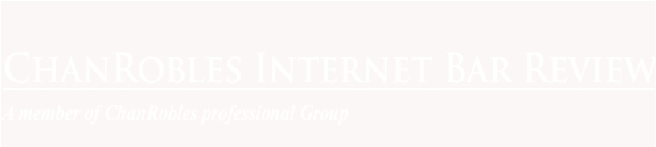 ChanRobles Internet Bar Review
A member of ChanRobles professional Group